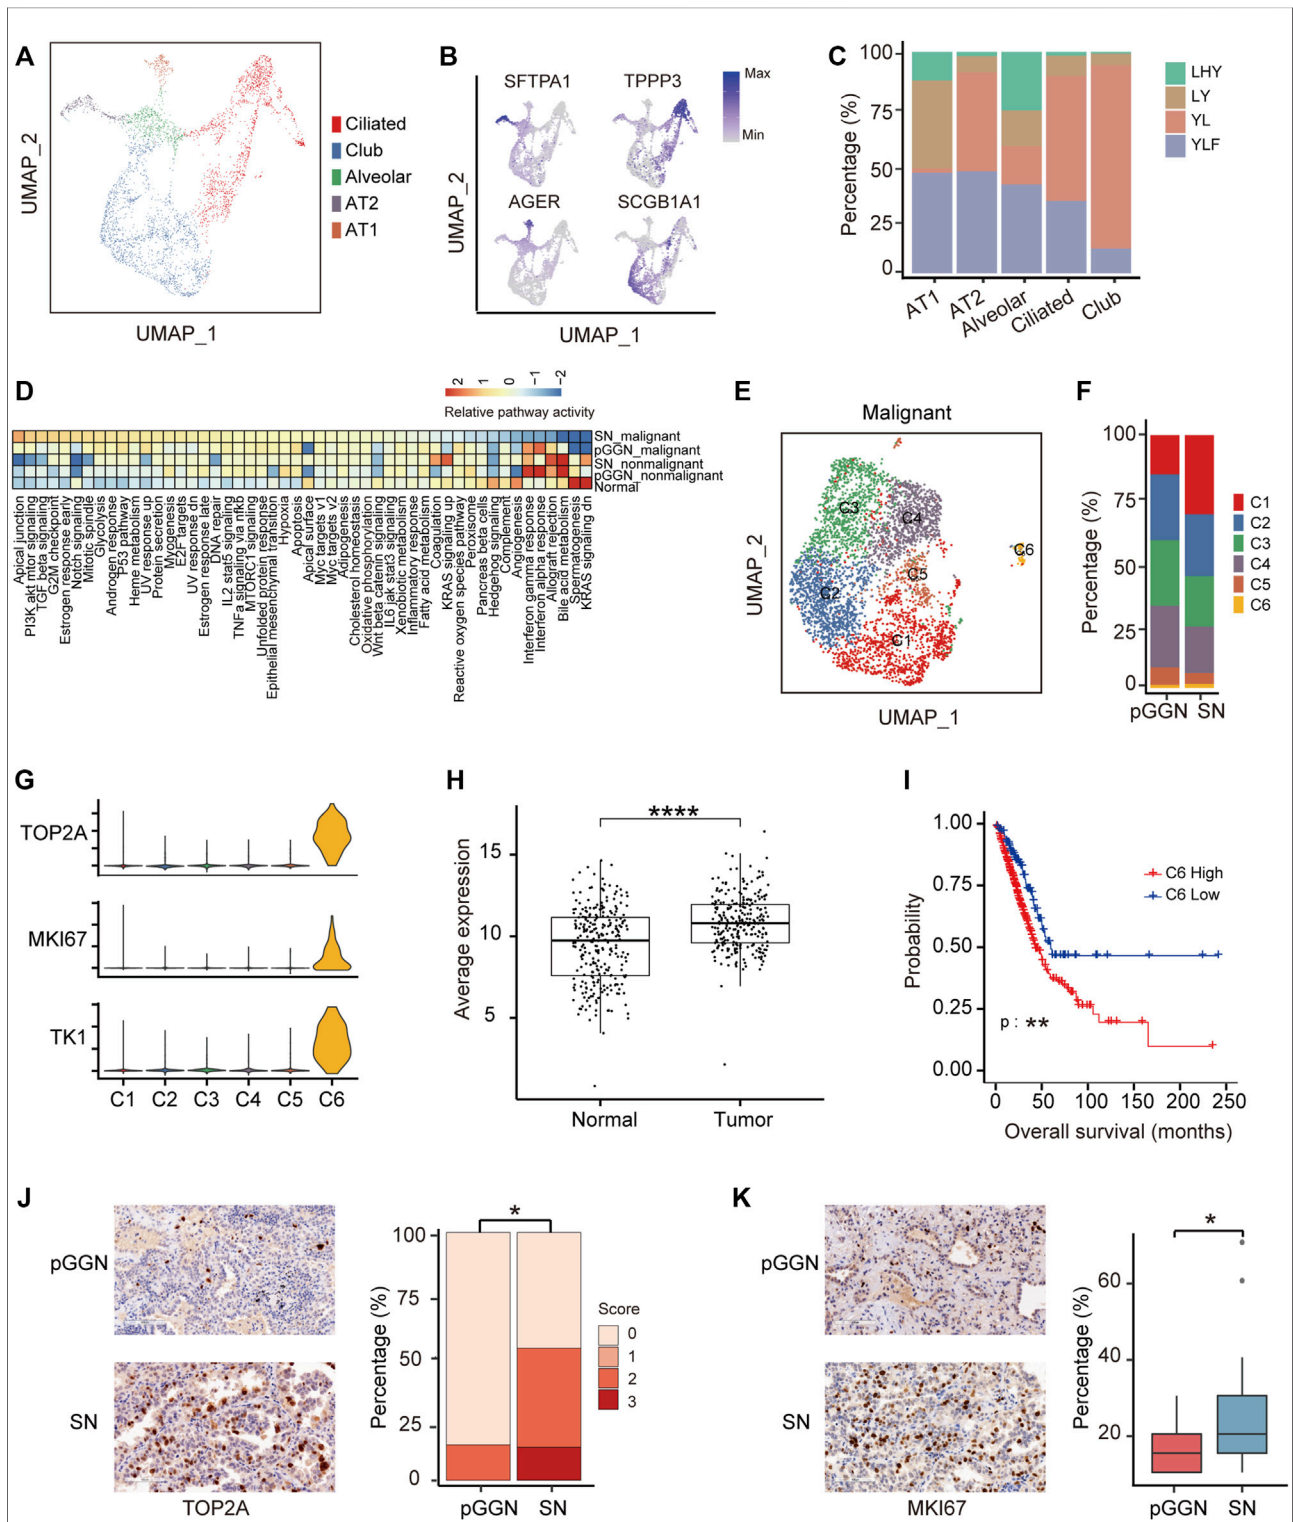 A
UMAP_2
UMAP_1
Ciliated
Club
Alveolar
AT2
AT1
B
SFTPA1
TPPP3
AGER
SCGB1A1
Max
Min
UMAP_2
UMAP_1
C
Percentage (%)
100
75
50
25
0
AT1
AT2
Alveolar
Ciliated
Club
LHY
LY
YL
YLF
D
2
1
0
-1
-2
Relative pathway activity
SN_malignant
pGGN_malignant
SN_nonmalignant
pGGN_nonmalignant
Normal
Apical junction
PI3K akt mtor signaling
TGF beta signaling
G2M checkpoint
Estrogen response early
Notch signaling
Mitotic spindle
Glycolysis
Androgen response
P53 pathway
Heme metabolism
UV response up
Protein secretion
Myogenesis
E2F targets
UV response dn
Estrogen response late
DNA repair
IL2 stat5 signaling
TNFa signaling via nfkb
MTORC1 signaling
Unfolded protein response
Epithelial mesenchymal transition
Hypoxia
Apoptosis
Apical surface
Myc targets v1
Myc targets v2
Adipogenesis
Cholesterol homeostasis
Oxidative phosphorylation
Wnt beta catenin signaling
IL6 jak stat3 signaling
Xenobiotic metabolism
Inflammatory response
Fatty acid metabolism
Coagulation
KRAS signaling up
Reactive oxygen species pathway
Peroxisome
Pancreas beta cells
Hedgehog signaling
Complement
Angiogenesis
Interferon gamma response
Interferon alpha response
Allograft rejection
Bile acid metabolism
Spermatogenesis
KRAS signaling dn
E
Malignant
C3
C4
C6
C5
C2
C1
UMAP_2
UMAP_1
F
Percentage (%)
100
75
50
25
0
pGGN
SN
C1
C2
C3
C4
C5
C6
G
TOP2A
MKI67
TK1
C1
C2
C3
C4
C5
C6
H
Average expression
15
10
5
****
Normal
Tumor
I
Probability
1.00
0.75
0.50
0.25
0.00
C6 High
C6 Low
p : **
0
50
100
150
200
250
Overall survival (months)
J
pGGN
SN
TOP2A
Percentage (%)
100
75
50
25
0
*
pGGN
SN
Score
0
1
2
3
K
pGGN
SN
MKI67
Percentage (%)
60
40
20
*
pGGN
SN